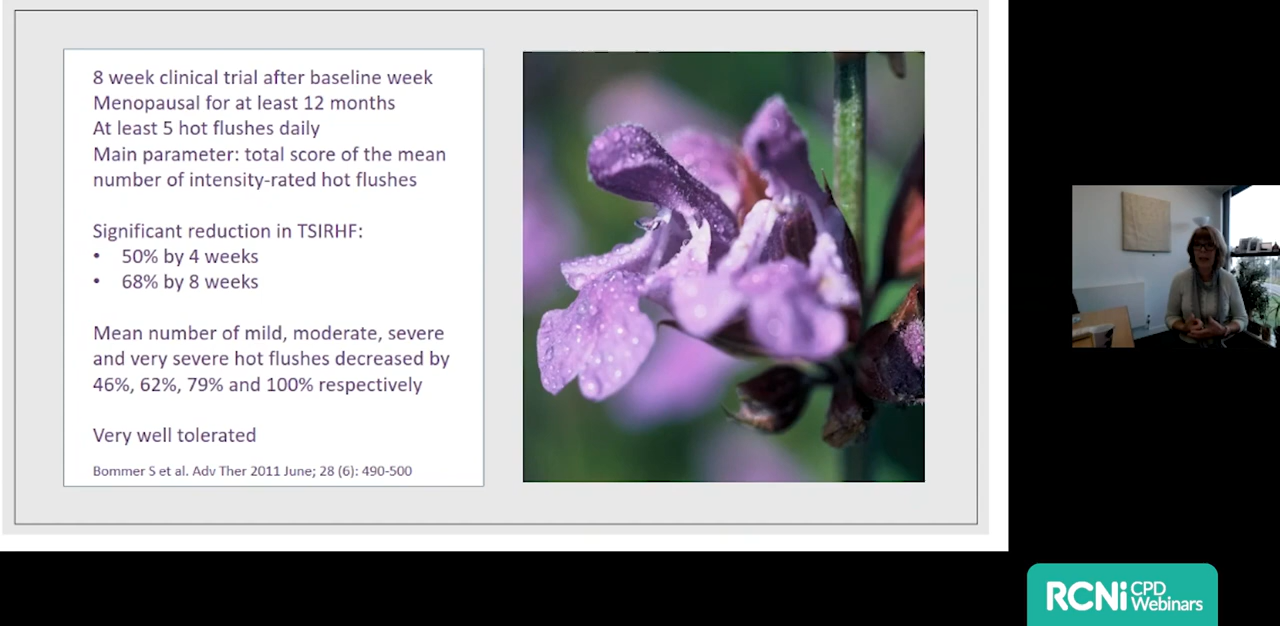 8 week clinical trial after baseline week
Menopausal for at least 12 months
At least 5 hot flushes daily
Main parameter: total score of the mean
number of intensity-rated hot flushes
Significant reduction in TSIRHF:
• 50% by 4 weeks
• 68% by 8 weeks
Mean number of mild, moderate, severe
and very severe hot flushes decreased by
46%, 62%, 79% and 100% respectively
Very well tolerated
Bommer S et al. Adv Ther 2011 June; 28 (6): 490-500
RCNi CPD
Webinars